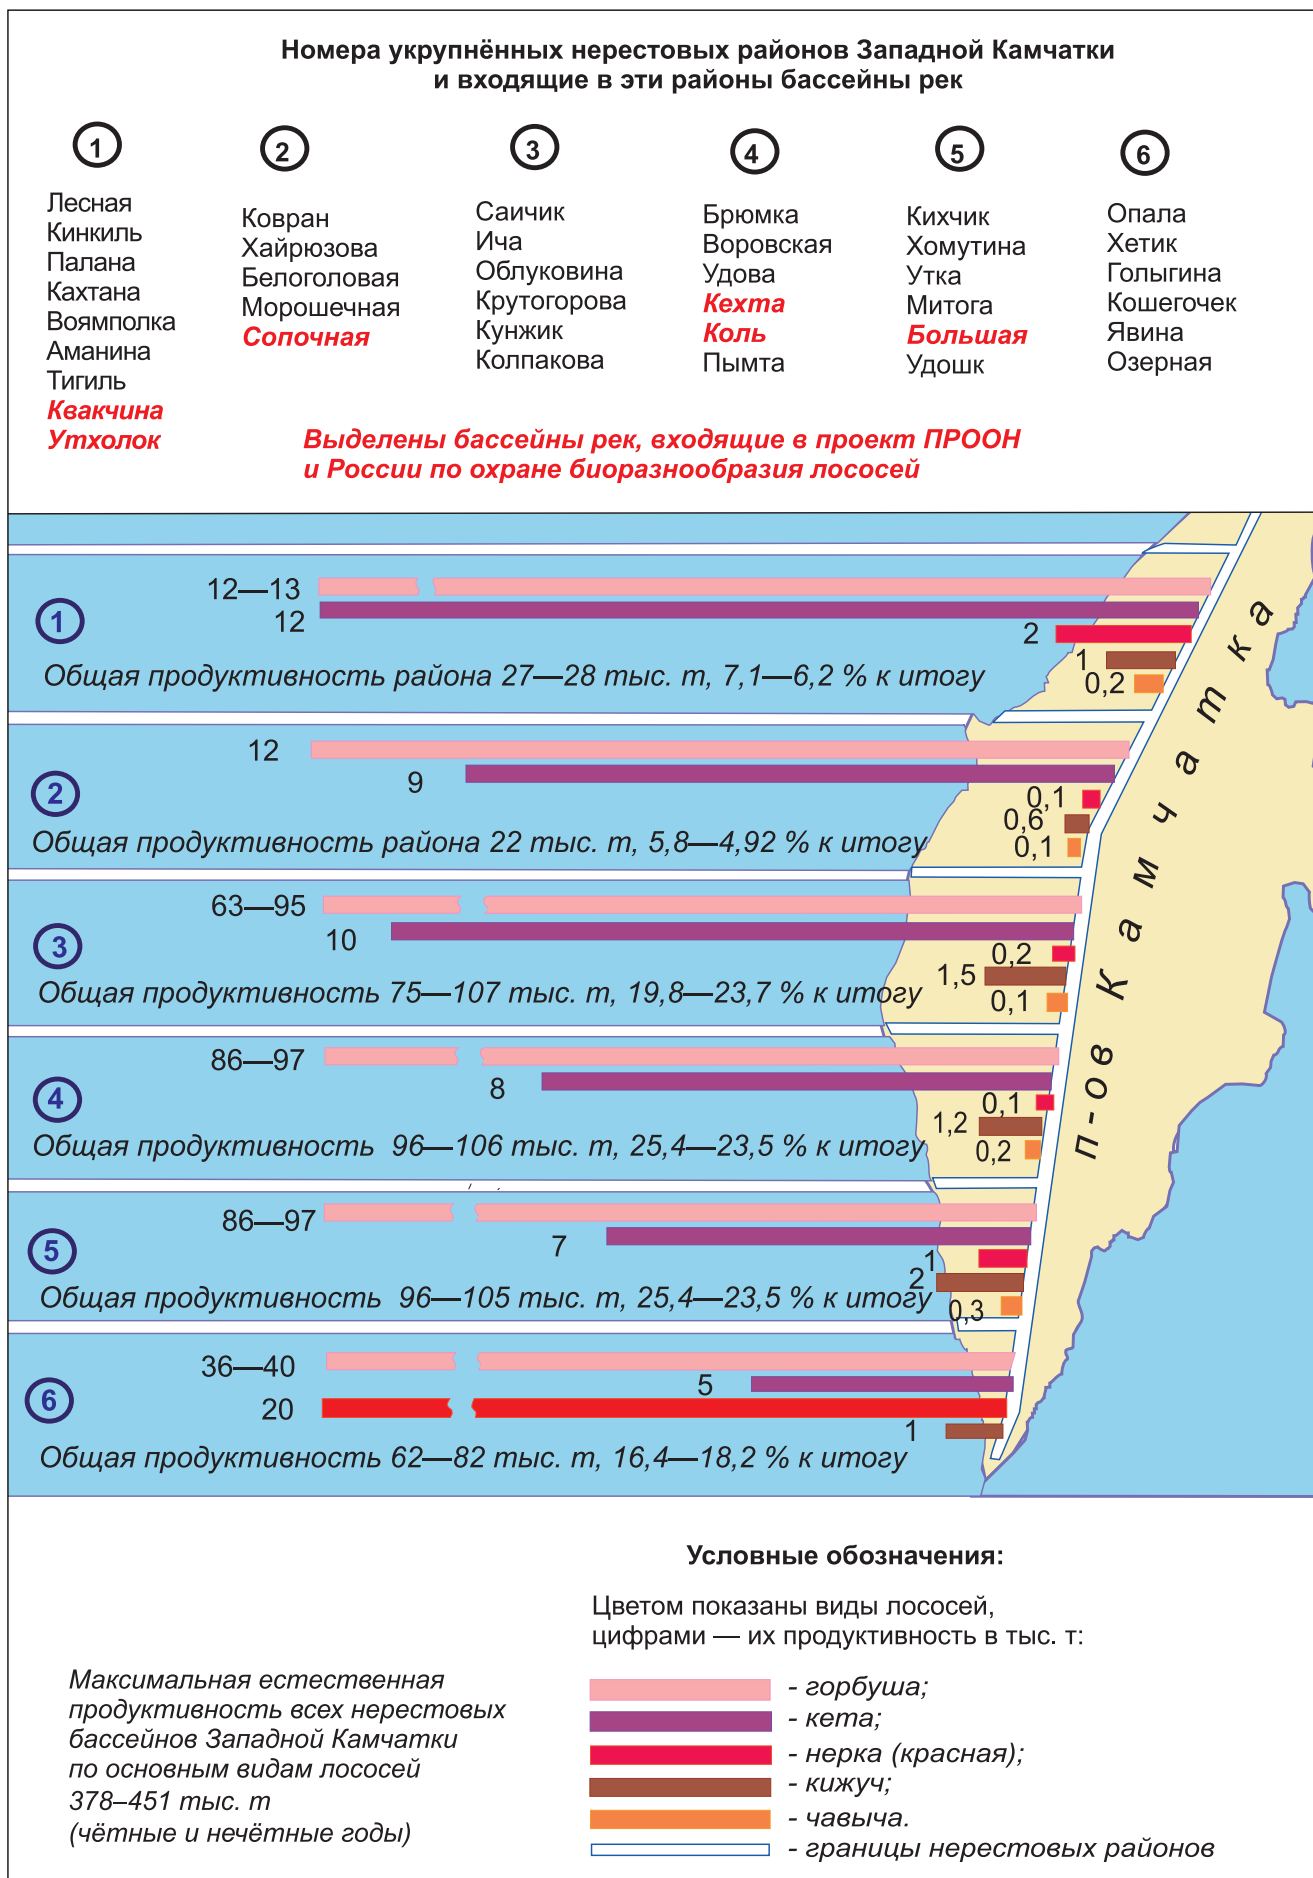 Номера укрупнённых нерестовых районов Западной Камчатки
и входящие в эти районы бассейны рек
1
Лесная
Кинкиль
Палана
Кахтана
Воямполка
Аманина
Тигиль
Квакчина
Утхолок
2
Ковран
Хайрюзова
Белоголовая
Морошечная
Сопочная
3
Саичик
Ича
Облуковина
Крутогорова
Кунжик
Колпакова
4
Брюмка
Воровская
Удова
Кехта
Коль
Пымта
5
Кихчик
Хомутина
Утка
Митога
Большая
Удошк
6
Опала
Хетик
Голыгина
Кошегочек
Явина
Озерная
Выделены бассейны рек, входящие в проект ПРООН
и России по охране биоразнообразия лососей
1
12—13
12
2
1
0,2
Общая продуктивность района 27—28 тыс. т, 7,1—6,2 % к итогу
2
12
9
0,1
0,6
0,1
Общая продуктивность района 22 тыс. т, 5,8—4,92 % к итогу
3
63—95
10
0,2
1,5
0,1
Общая продуктивность 75—107 тыс. т, 19,8—23,7 % к итогу
4
86—97
8
0,1
1,2
0,2
Общая продуктивность 96—106 тыс. т, 25,4—23,5 % к итогу
5
86—97
7
1
2
0,3
Общая продуктивность 96—105 тыс. т, 25,4—23,5 % к итогу
6
36—40
5
20
1
Общая продуктивность 62—82 тыс. т, 16,4—18,2 % к итогу
п-ов Камчатка
Максимальная естественная
продуктивность всех нерестовых
бассейнов Западной Камчатки
по основным видам лососей
378–451 тыс. т
(чётные и нечётные годы)
Условные обозначения:
Цветом показаны виды лососей,
цифрами — их продуктивность в тыс. т:
- горбуша;
- кета;
- нерка (красная);
- кижуч;
- чавыча.
- границы нерестовых районов